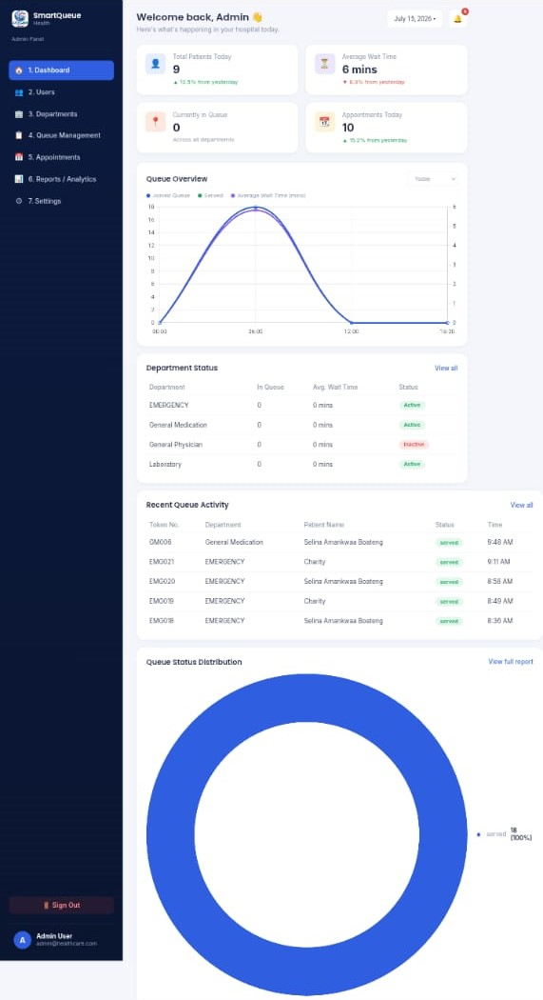 SmartQueue
Health
Admin Panel
🏠 1. Dashboard
👥 2. Users
🏢 3. Departments
📋 4. Queue Management
📅 5. Appointments
📊 6. Reports / Analytics
⚙ 7. Settings
🚪 Sign Out
A
Admin User
admin@healthcare.com
Welcome back, Admin 👋
Here's what's happening in your hospital today.
July 15, 2026 •
Total Patients Today
9
▲ 12.5% from yesterday
Average Wait Time
6 mins
▼ 8.3% from yesterday
Currently in Queue
0
Across all departments
Appointments Today
10
▲ 15.2% from yesterday
Queue Overview
Today
Joined Queue Served Average Wait Time (mins)
18
16
14
12
10
8
6
4
2
0
6
5
4
3
2
1
0
00:00 06:00 12:00 18:00
Department Status View all
Department In Queue Avg. Wait Time Status
EMERGENCY 0 0 mins Active
General Medication 0 0 mins Active
General Physician 0 0 mins Inactive
Laboratory 0 0 mins Active
Recent Queue Activity View all
Token No. Department Patient Name Status Time
GM006 General Medication Selina Amankwaa Boateng served 9:48 AM
EMG021 EMERGENCY Charity served 9:11 AM
EMG020 EMERGENCY Selina Amankwaa Boateng served 8:58 AM
EMG019 EMERGENCY Charity served 8:49 AM
EMG018 EMERGENCY Selina Amankwaa Boateng served 8:36 AM
Queue Status Distribution View full report
served 18
(100%)